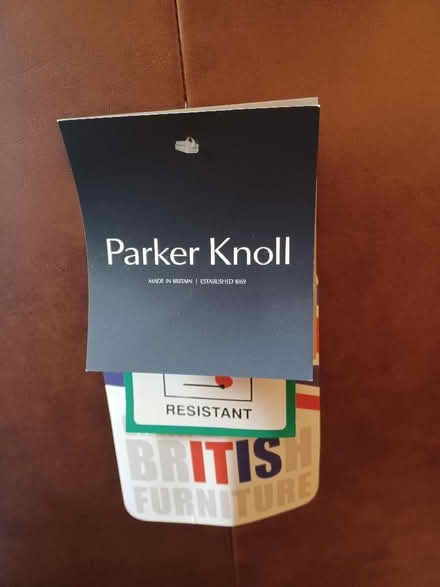 Parker Knoll
MADE IN BRITAIN | ESTABLISHED 1869
RESISTANT
BRITISH
FURNITURE